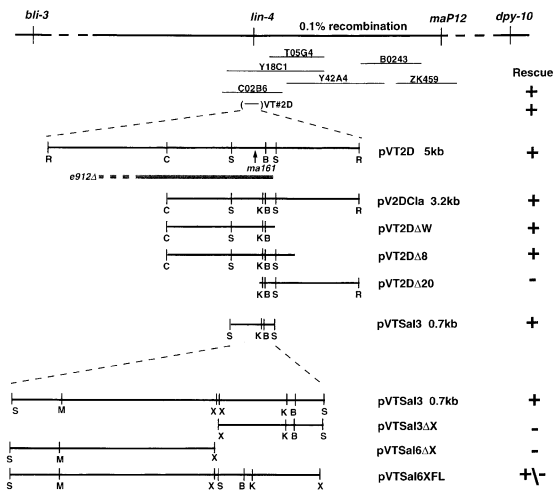 bli-3 lin-4 maP12 dpy-10
0.1% recombination
T05G4
B0243
Y18C1
Y42A4 ZK459
Rescue
C02B6 +
( )VT#2D +
R C S B S R pVT2D 5kb +
ma161
e912Δ
C S K B S R pV2DCla 3.2kb +
pVT2DΔW +
C S K B pVT2DΔ8 +
K B S R pVT2DΔ20 -
S K B S pVTSal3 0.7kb +
S M X X K B S pVTSal3 0.7kb +
X K B S pVTSal3ΔX -
S M X pVTSal6ΔX -
S M X S B K X pVTSal6XFL +\-